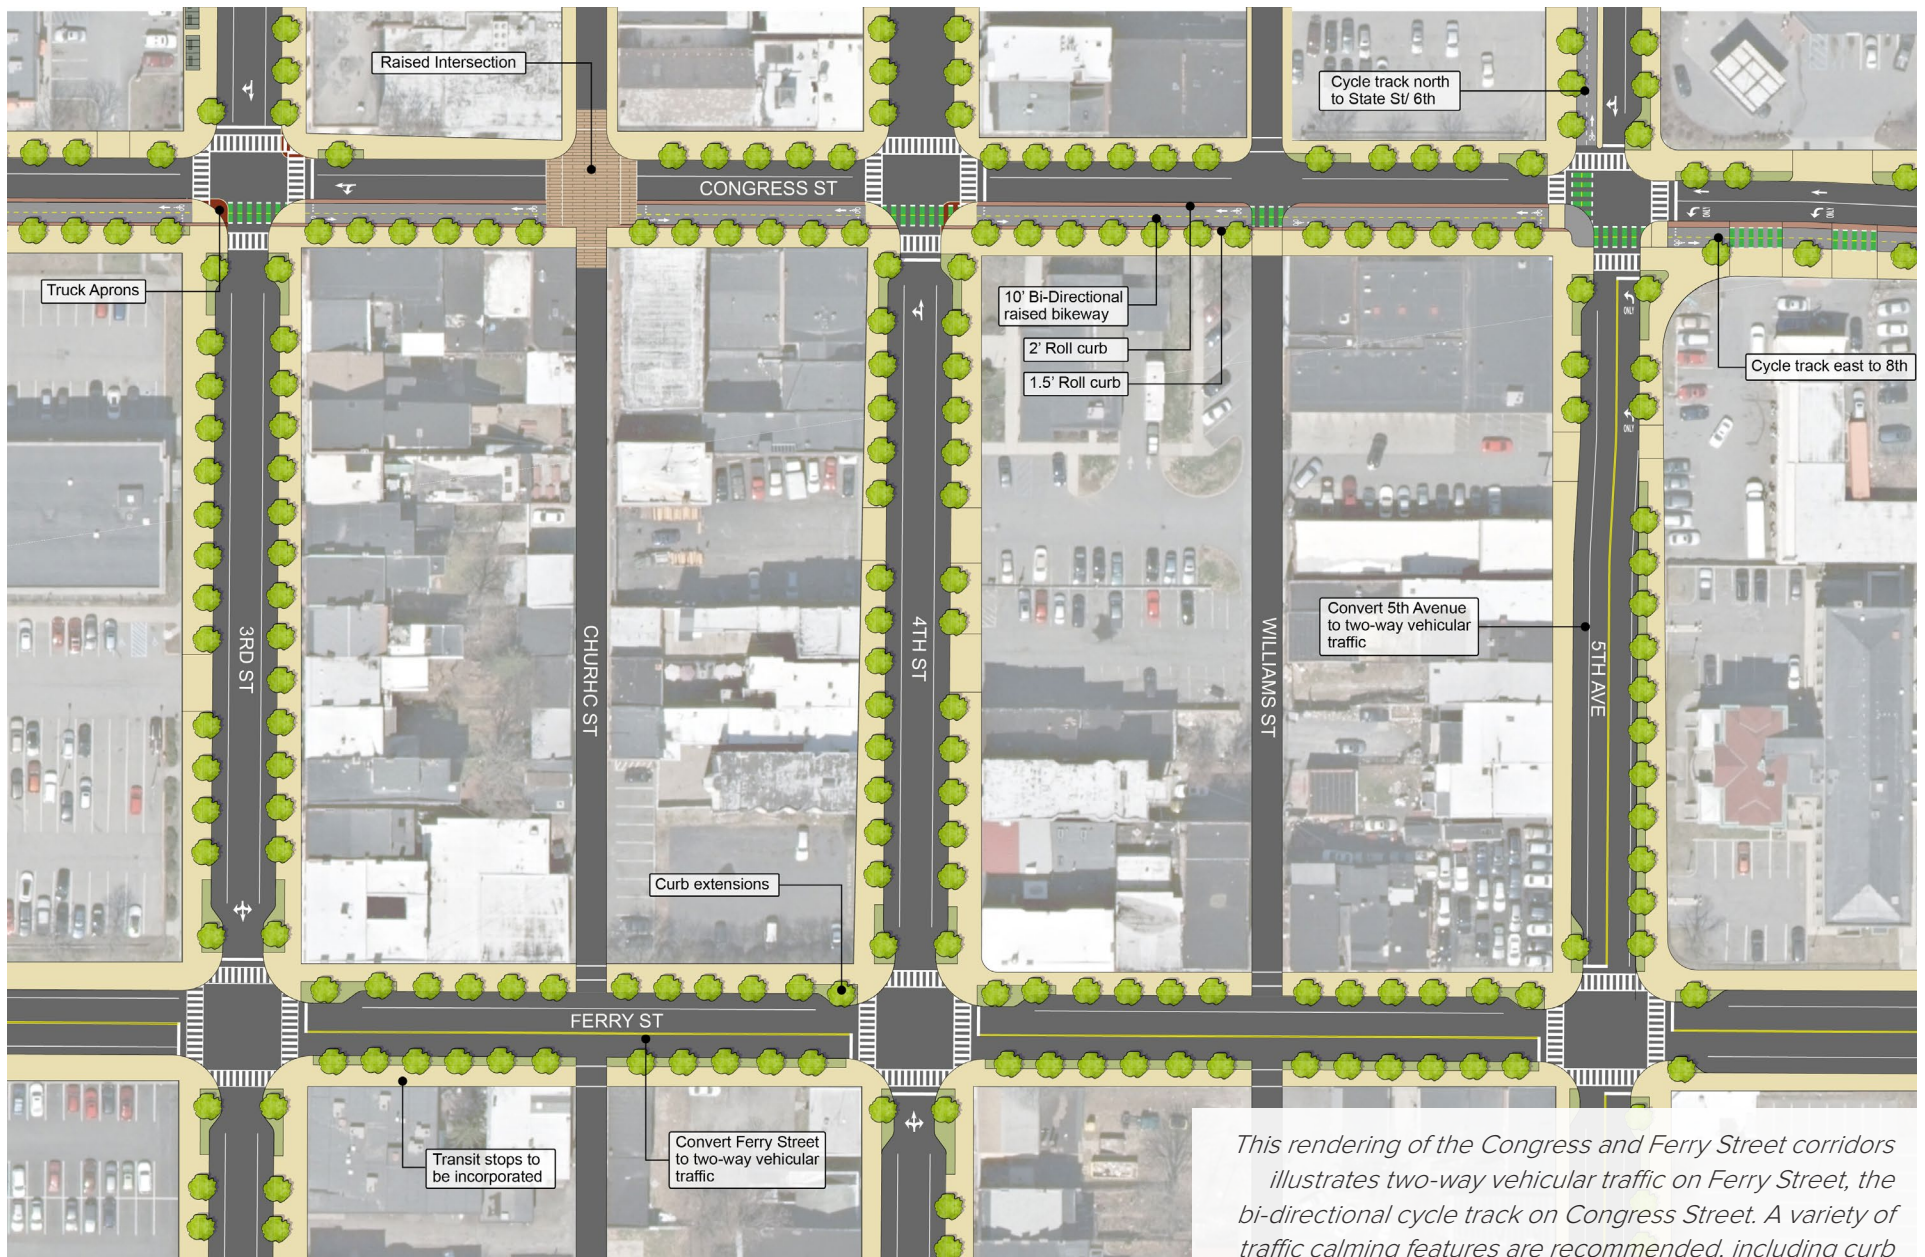 Raised Intersection
Cycle track north
to State St/ 6th
CONGRESS ST
Truck Aprons
10' Bi-Directional
raised bikeway
2' Roll curb
1.5' Roll curb
ONLY
ONLY
ONLY
ONLY
Cycle track east to 8th
3RD ST
CHURHC ST
4TH ST
WILLIAMS ST
Convert 5th Avenue
to two-way vehicular
traffic
5TH AVE
Curb extensions
FERRY ST
Transit stops to
be incorporated
Convert Ferry Street
to two-way vehicular
traffic
This rendering of the Congress and Ferry Street corridors
illustrates two-way vehicular traffic on Ferry Street, the
bi-directional cycle track on Congress Street. A variety of
traffic calming features are recommended, including curb